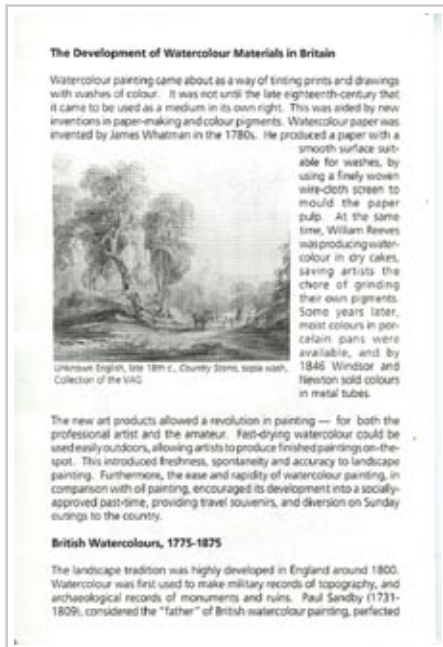 The Development of Watercolour Materials in Britain
Watercolour painting came about as a way of tinting prints and drawings
with washes of colour. It was not until the late eighteenth-century that
it came to be used as a medium in its own right. This was aided by new
inventions in paper-making and colour pigments. Watercolour paper was
invented by James Whatman in the 1780s. He produced a paper with a
smooth surface suit-
able for washes, by
using a finely woven
wire-cloth screen to
mould the paper
pulp. At the same
time, William Reeves
was producing water-
colour in dry cakes,
saving artists the
chore of grinding
their own pigments.
Some years later,
moist colours in por-
celain pans were
available, and by
1846 Windsor and
Newton sold colours
in metal tubes.
Unknown English, late 18th c., Country Scene, sepia wash,
Collection of the VAG
The new art products allowed a revolution in painting — for both the
professional artist and the amateur. Fast-drying watercolour could be
used easily outdoors, allowing artists to produce finished paintings on-the-
spot. This introduced freshness, spontaneity and accuracy to landscape
painting. Furthermore, the ease and rapidity of watercolour painting, in
comparison with oil painting, encouraged its development into a socially-
approved past-time, providing travel souvenirs, and diversion on Sunday
outings to the country.
British Watercolours, 1775-1875
The landscape tradition was highly developed in England around 1800.
Watercolour was first used to make military records of topography, and
archaeological records of monuments and ruins. Paul Sandby (1731-
1809), considered the "father" of British watercolour painting, perfected